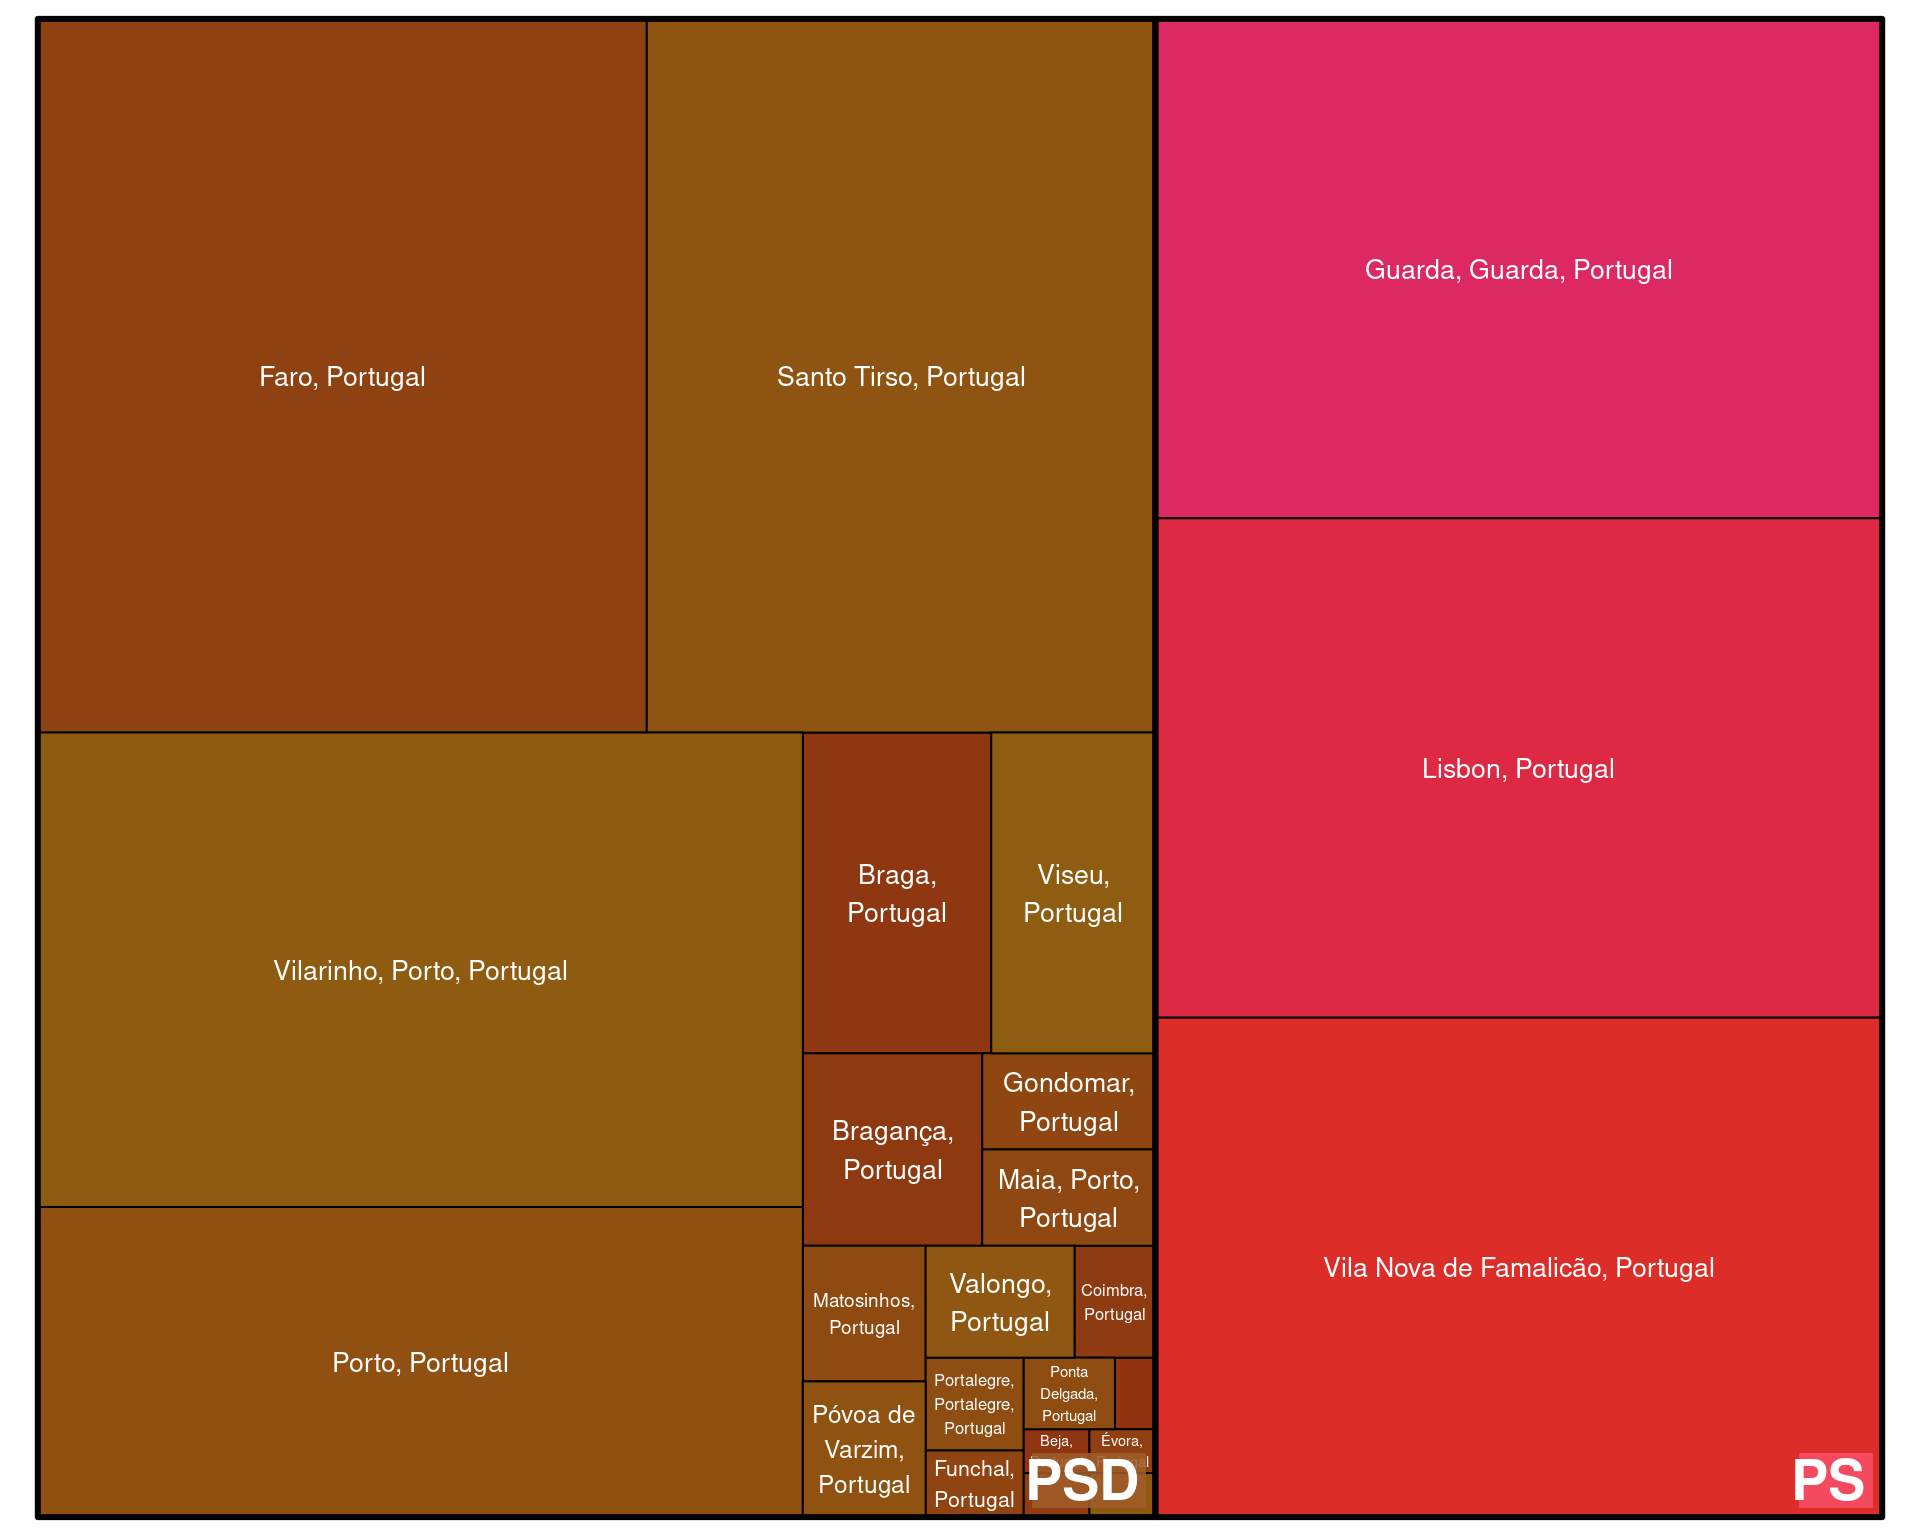 Faro, Portugal
Santo Tirso, Portugal
Guarda, Guarda, Portugal
Lisbon, Portugal
Vilarinho, Porto, Portugal
Braga,
Portugal
Viseu,
Portugal
Bragança,
Portugal
Gondomar,
Portugal
Maia, Porto,
Portugal
Vila Nova de Famalicão, Portugal
Porto, Portugal
Matosinhos,
Portugal
Valongo,
Portugal
Coimbra,
Portugal
Póvoa de
Varzim,
Portugal
Portalegre,
Portalegre,
Portugal
Ponta
Delgada,
Portugal
Funchal,
Portugal
Beja,
Évora,
PSD
PS